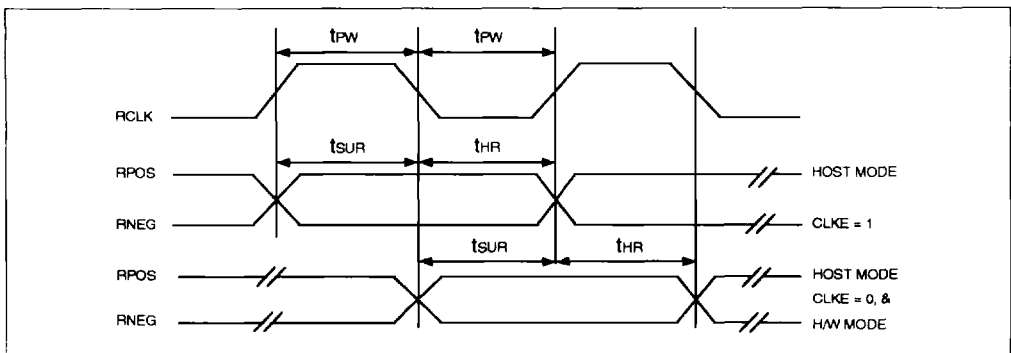 tPW tPW
RCLK
tSUR tHR
RPOS HOST MODE
RNEG CLKE = 1
tSUR tHR
RPOS HOST MODE
CLKE = 0, &
RNEG H/W MODE